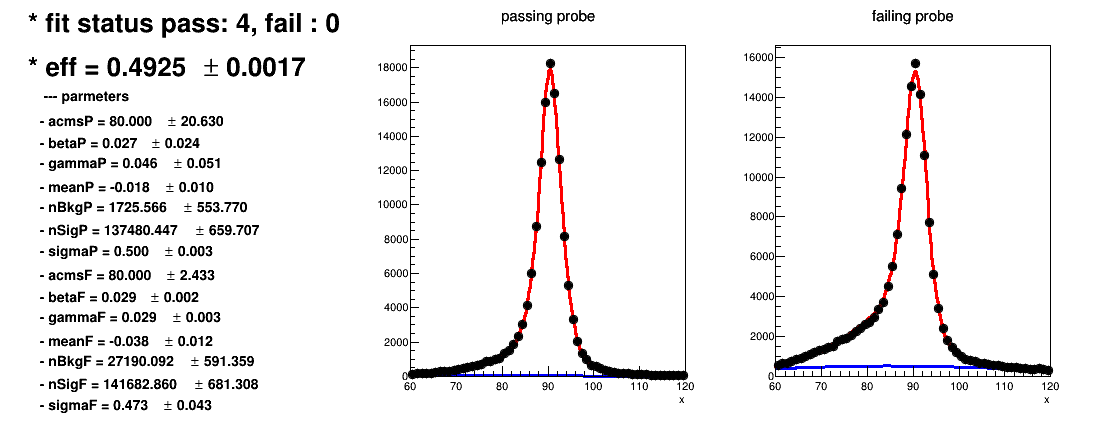 * fit status pass: 4, fail : 0
* eff = 0.4925 ± 0.0017
--- parmeters
- acmsP = 80.000 ± 20.630
- betaP = 0.027 ± 0.024
- gammaP = 0.046 ± 0.051
- meanP = -0.018 ± 0.010
- nBkgP = 1725.566 ± 553.770
- nSigP = 137480.447 ± 659.707
- sigmaP = 0.500 ± 0.003
- acmsF = 80.000 ± 2.433
- betaF = 0.029 ± 0.002
- gammaF = 0.029 ± 0.003
- meanF = -0.038 ± 0.012
- nBkgF = 27190.092 ± 591.359
- nSigF = 141682.860 ± 681.308
- sigmaF = 0.473 ± 0.043
passing probe
18000
16000
14000
12000
10000
8000
6000
4000
2000
0
60 70 80 90 100 110 120
x
failing probe
16000
14000
12000
10000
8000
6000
4000
2000
0
60 70 80 90 100 110 120
x